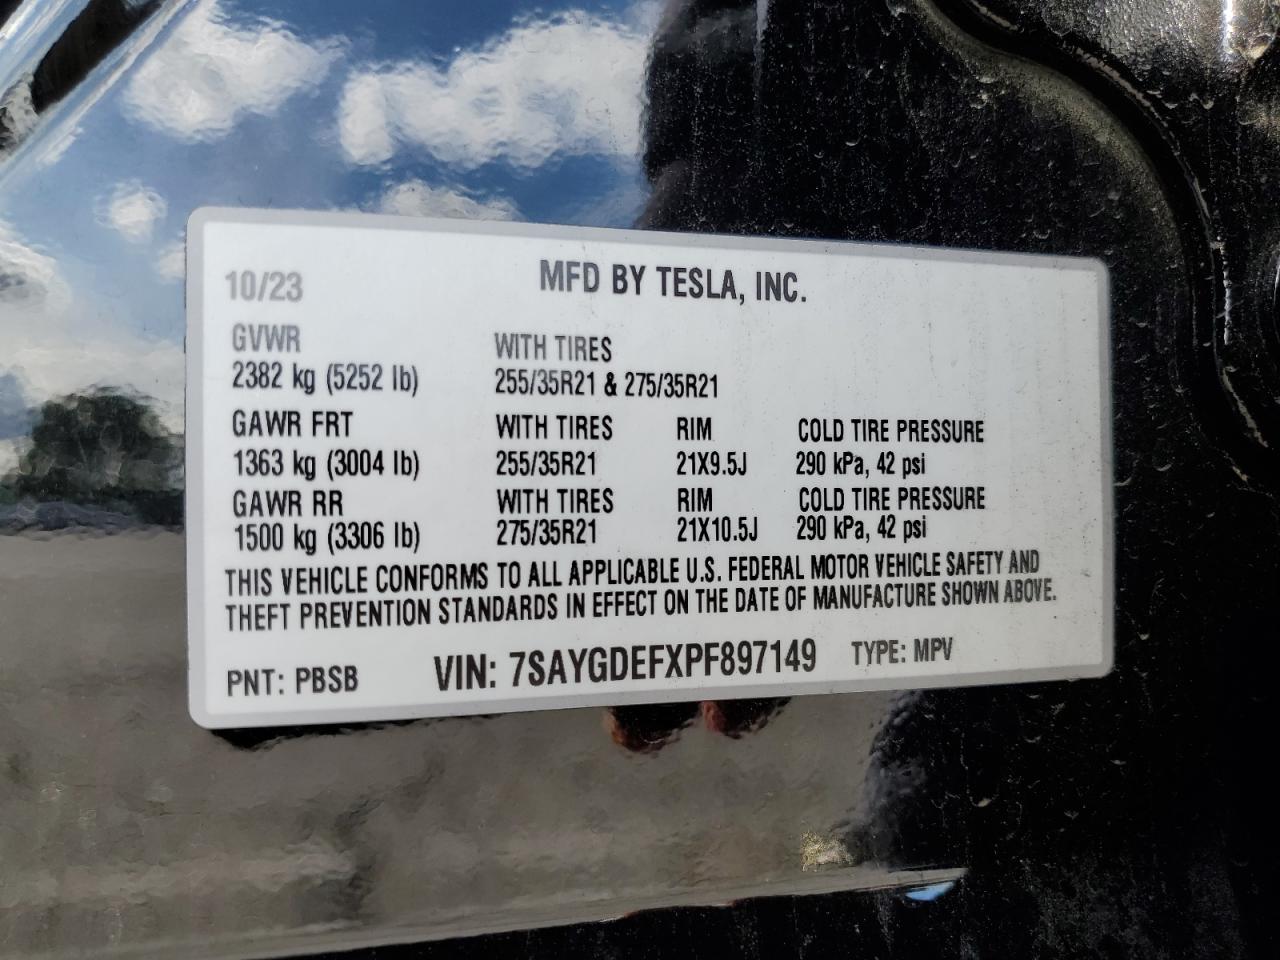 10/23 MFD BY TESLA, INC.
GVWR WITH TIRES
2382 kg (5252 lb) 255/35R21 & 275/35R21
GAWR FRT WITH TIRES RIM COLD TIRE PRESSURE
1363 kg (3004 lb) 255/35R21 21X9.5J 290 kPa, 42 psi
GAWR RR WITH TIRES RIM COLD TIRE PRESSURE
1500 kg (3306 lb) 275/35R21 21X10.5J 290 kPa, 42 psi
THIS VEHICLE CONFORMS TO ALL APPLICABLE U.S. FEDERAL MOTOR VEHICLE SAFETY AND
THEFT PREVENTION STANDARDS IN EFFECT ON THE DATE OF MANUFACTURE SHOWN ABOVE.
PNT: PBSB VIN: 7SAYGDEFXPF897149 TYPE: MPV